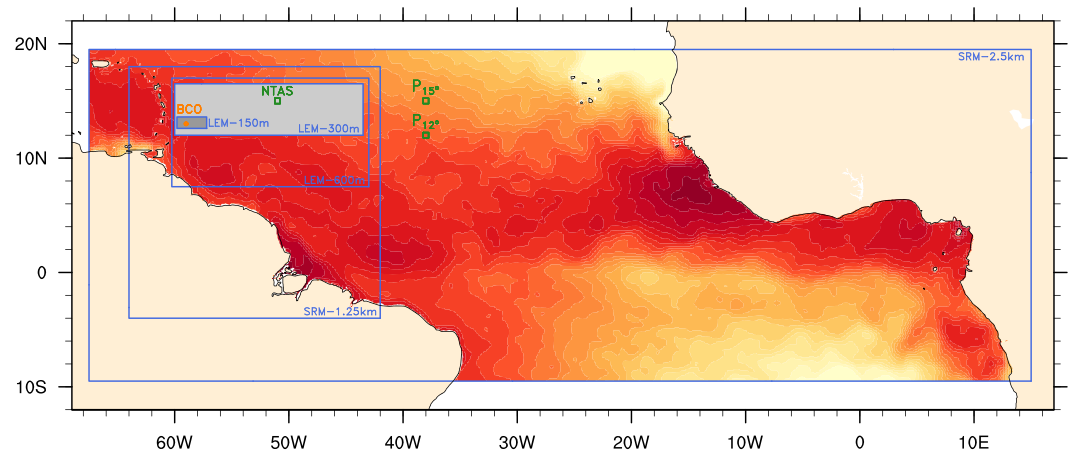 20N
10N
0
10S
60W
50W
40W
30W
20W
10W
0
10E
SRM-2.5km
NTAS
BCO
LEM-150m
LEM-300m
LEM-600m
P15°
P12°
SRM-1.25km